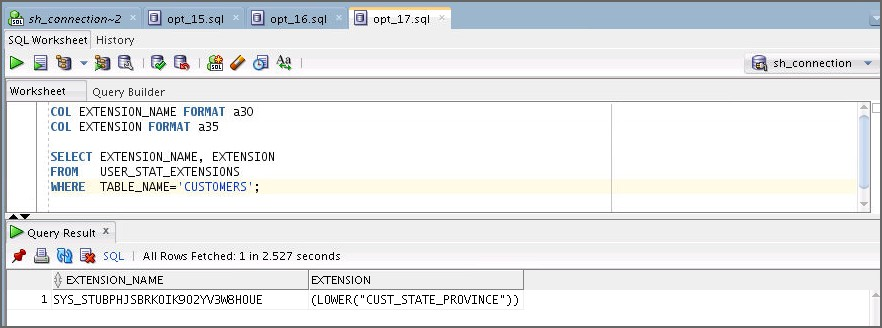 sh_connection~2 x opt_15.sql x opt_16.sql x opt_17.sql x
SQL Worksheet History
sh_connection
Worksheet Query Builder
COL EXTENSION_NAME FORMAT a30
COL EXTENSION FORMAT a35
SELECT EXTENSION_NAME, EXTENSION
FROM USER_STAT_EXTENSIONS
WHERE TABLE_NAME='CUSTOMERS';
Query Result x
SQL | All Rows Fetched: 1 in 2.527 seconds
EXTENSION_NAME EXTENSION
1 SYS_STUBPHJSBRKOIK9O2YV3W8HOUE (LOWER("CUST_STATE_PROVINCE"))